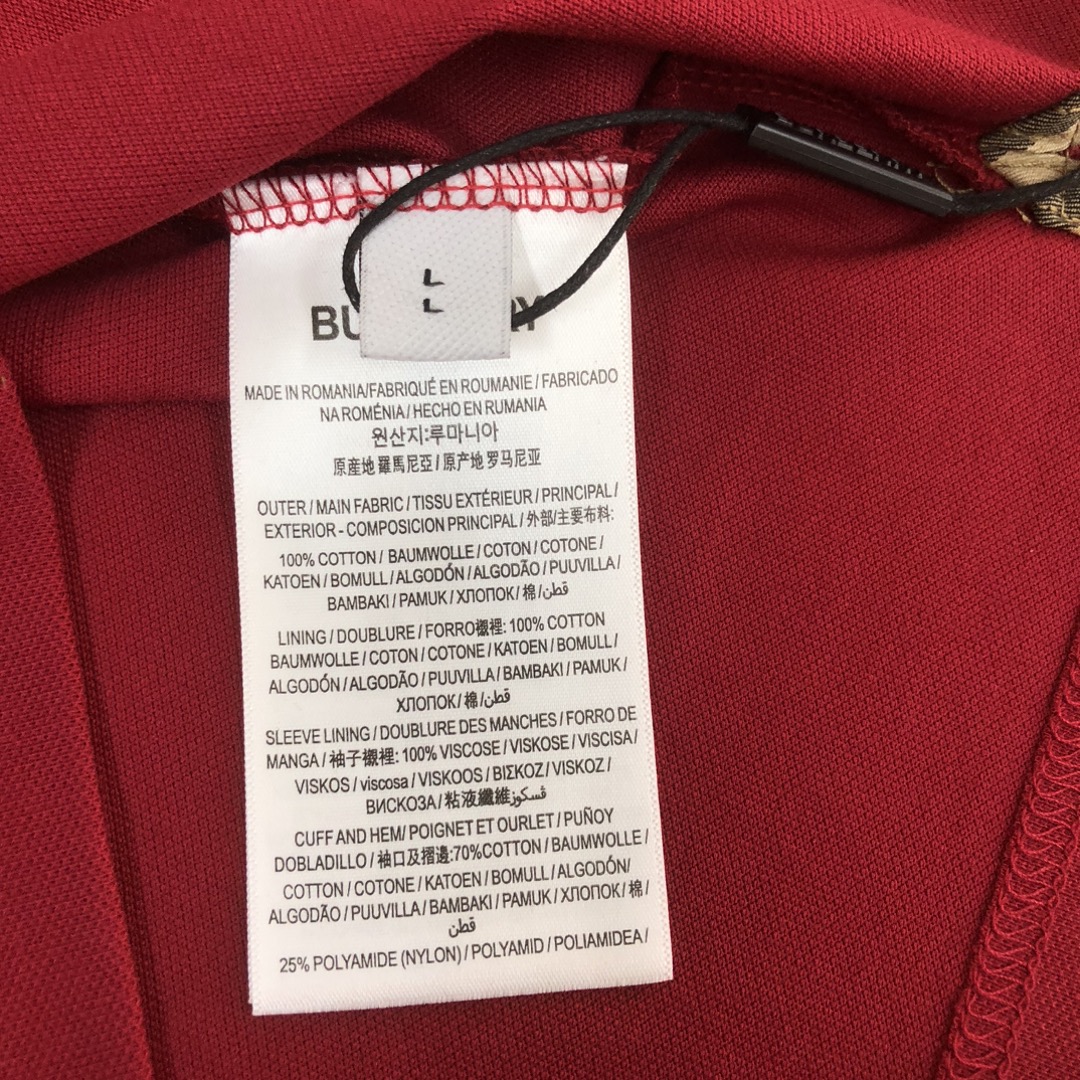 L
L
BU RY
MADE IN ROMANIA/FABRIQUÉ EN ROUMANIE / FABRICADO
NA ROMÉNIA / HECHO EN RUMANIA
원산지:루마니아
原產地 羅馬尼亞 / 原产地 罗马尼亚
OUTER / MAIN FABRIC / TISSU EXTÉRIEUR / PRINCIPAL /
EXTERIOR - COMPOSICION PRINCIPAL / 外部/主要布料:
100% COTTON / BAUMWOLLE / COTON / COTONE /
KATOEN / BOMULL / ALGODÓN / ALGODÃO / PUUVILLA /
BAMBAKI / PAMUK / ХЛОПОК / 棉 /قطن
LINING / DOUBLURE / FORRO襯裡: 100% COTTON
BAUMWOLLE / COTON / COTONE / KATOEN / BOMULL /
ALGODÓN / ALGODÃO / PUUVILLA / BAMBAKI / PAMUK /
ХЛОПОК / 棉 /قطن
SLEEVE LINING / DOUBLURE DES MANCHES / FORRO DE
MANGA / 袖子襯裡: 100% VISCOSE / VISKOSE / VISCISA /
VISKOS / viscosa / VISKOOS / ΒΙΣΚΟΖ / VISKOZ /
ВИСКОЗА / 粘液纖維فسكوز
CUFF AND HEM/ POIGNET ET OURLET / PUÑOY
DOBLADILLO / 袖口及摺邊:70%COTTON / BAUMWOLLE /
COTTON / COTONE / KATOEN / BOMULL / ALGODÓN/
ALGODÃO / PUUVILLA / BAMBAKI / PAMUK / ХЛОПОК / 棉 /
قطن
25% POLYAMIDE (NYLON) / POLYAMID / POLIAMIDEA /